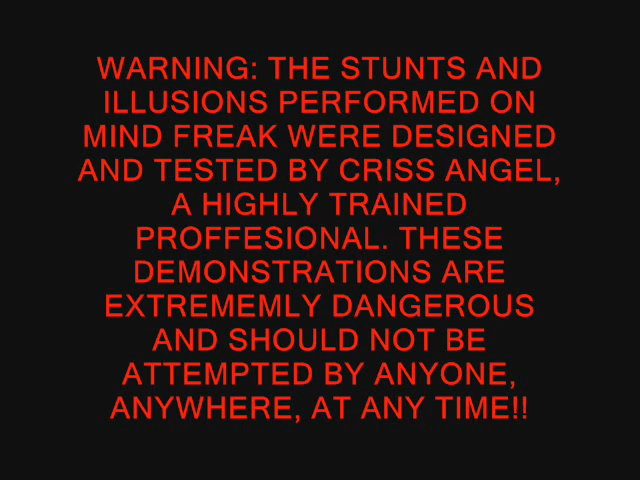 WARNING: THE STUNTS AND
ILLUSIONS PERFORMED ON
MIND FREAK WERE DESIGNED
AND TESTED BY CRISS ANGEL,
A HIGHLY TRAINED
PROFFESIONAL. THESE
DEMONSTRATIONS ARE
EXTREMEMLY DANGEROUS
AND SHOULD NOT BE
ATTEMPTED BY ANYONE,
ANYWHERE, AT ANY TIME!!